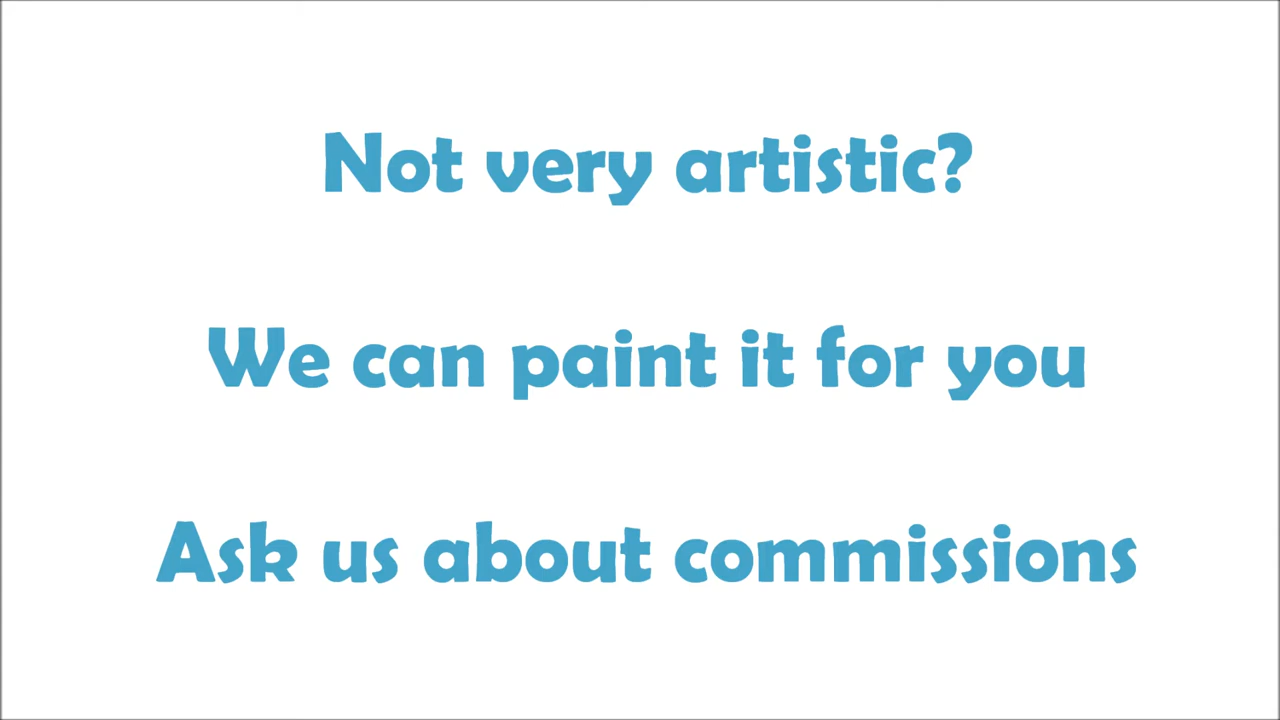 Not very artistic?
We can paint it for you
Ask us about commissions